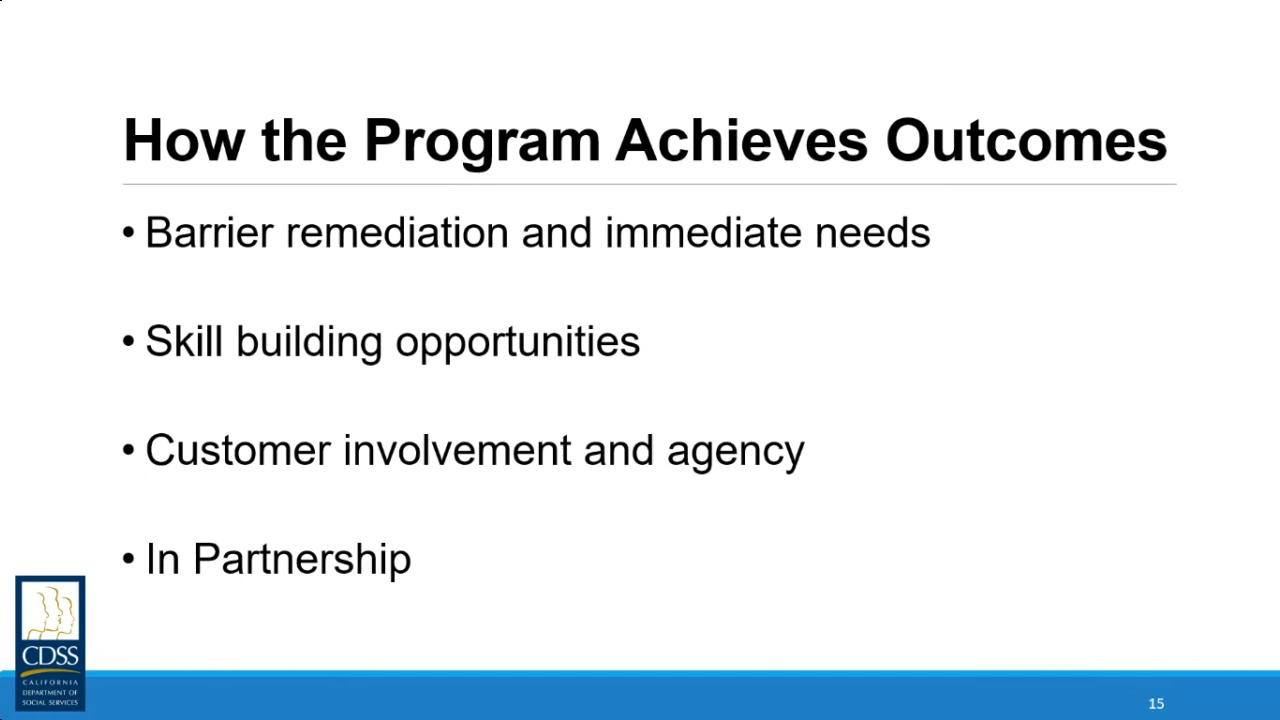 How the Program Achieves Outcomes
• Barrier remediation and immediate needs
• Skill building opportunities
• Customer involvement and agency
• In Partnership
CDSS
CALIFORNIA
DEPARTMENT OF
SOCIAL SERVICES
15